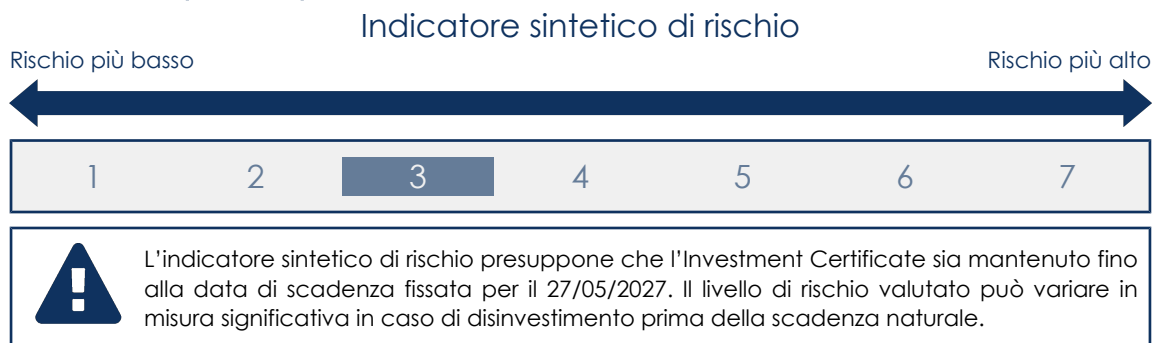 Indicatore sintetico di rischio
Rischio più basso
Rischio più alto
1 2 3 4 5 6 7
L'indicatore sintetico di rischio presuppone che l'Investment Certificate sia mantenuto fino
alla data di scadenza fissata per il 27/05/2027. Il livello di rischio valutato può variare in
misura significativa in caso di disinvestimento prima della scadenza naturale.